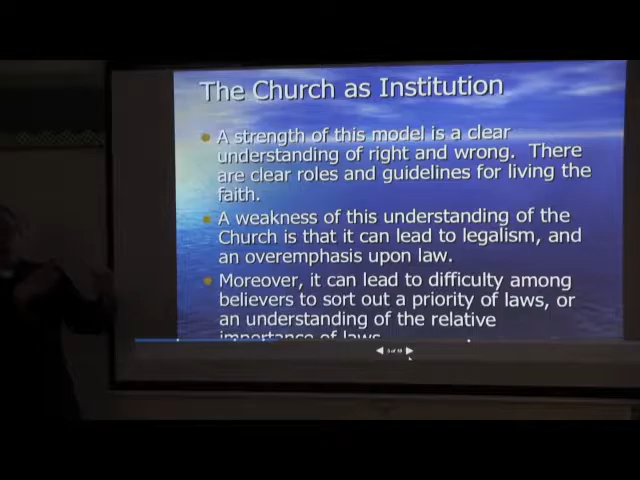 The Church as Institution
A strength of this model is a clear
understanding of right and wrong. There
are clear roles and guidelines for living the
faith.
A weakness of this understanding of the
Church is that it can lead to legalism, and
an overemphasis upon law.
Moreover, it can lead to difficulty among
believers to sort out a priority of laws, or
an understanding of the relative
importance of laws.